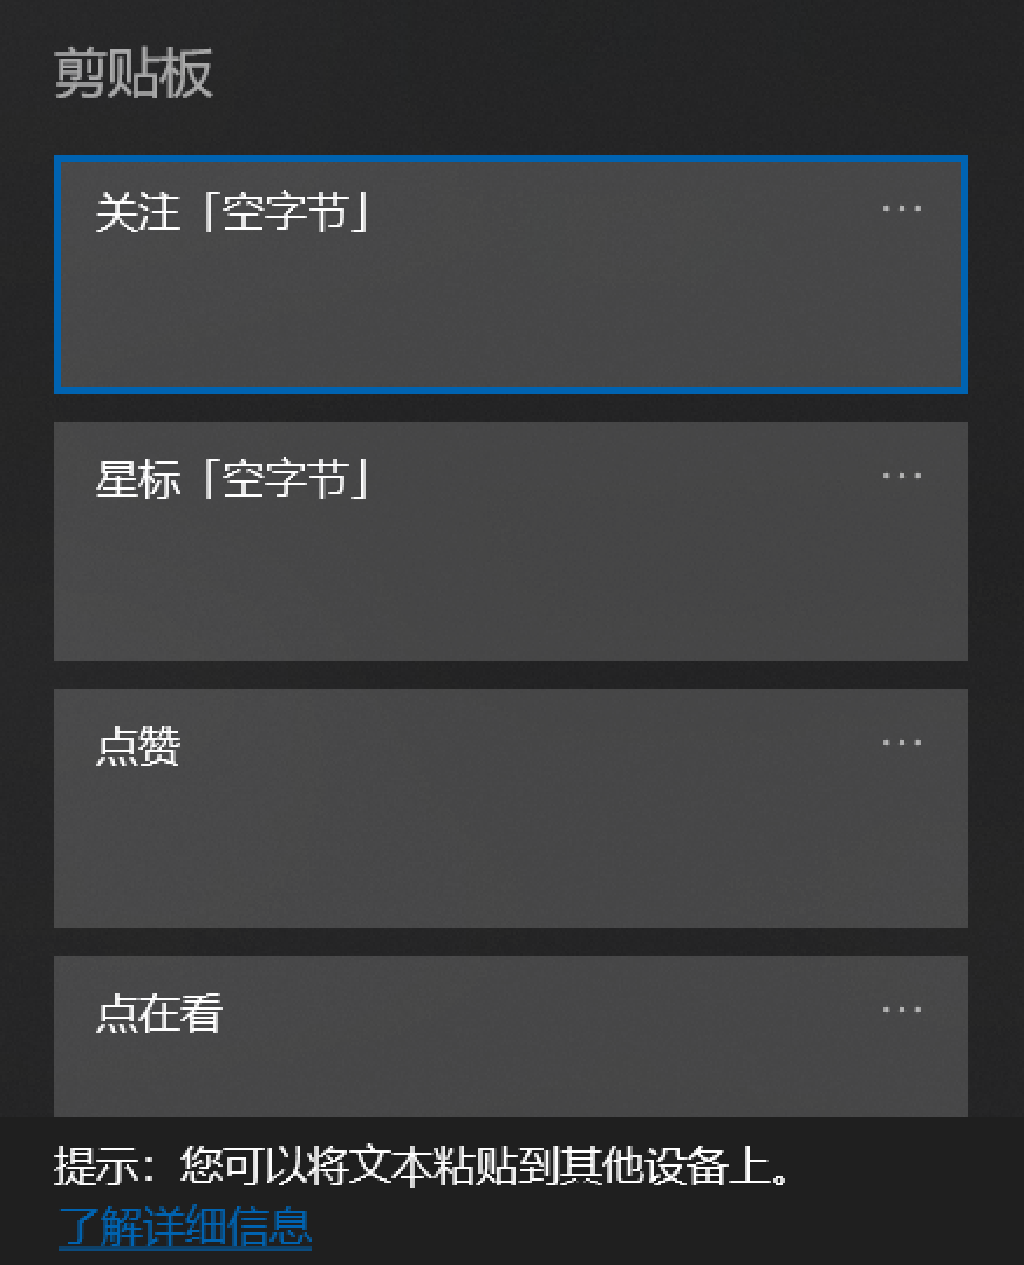 剪贴板
关注「空字节」
星标「空字节」
点赞
点在看
提示：您可以将文本粘贴到其他设备上。
了解详细信息